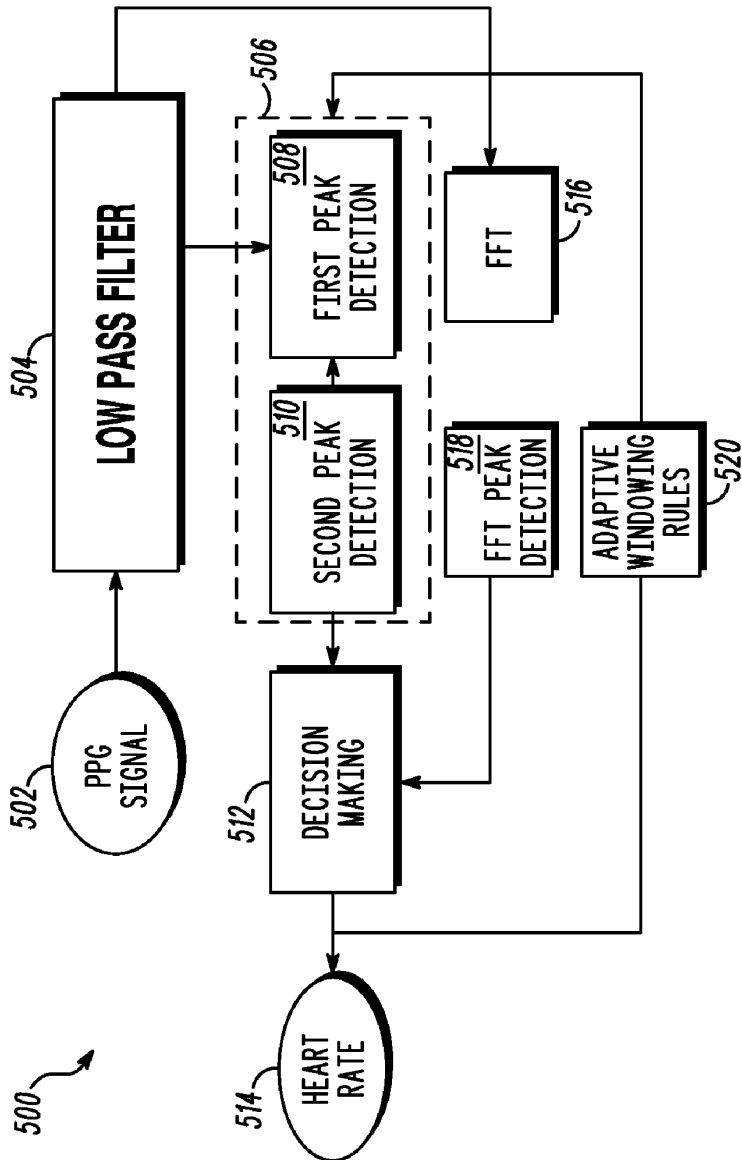 500
502
PPG
SIGNAL
504
LOW PASS FILTER
506
514
HEART
RATE
512
DECISION
MAKING
510
SECOND PEAK
DETECTION
508
FIRST PEAK
DETECTION
518
FFT PEAK
DETECTION
FFT
516
ADAPTIVE
WINDOWING
RULES
520